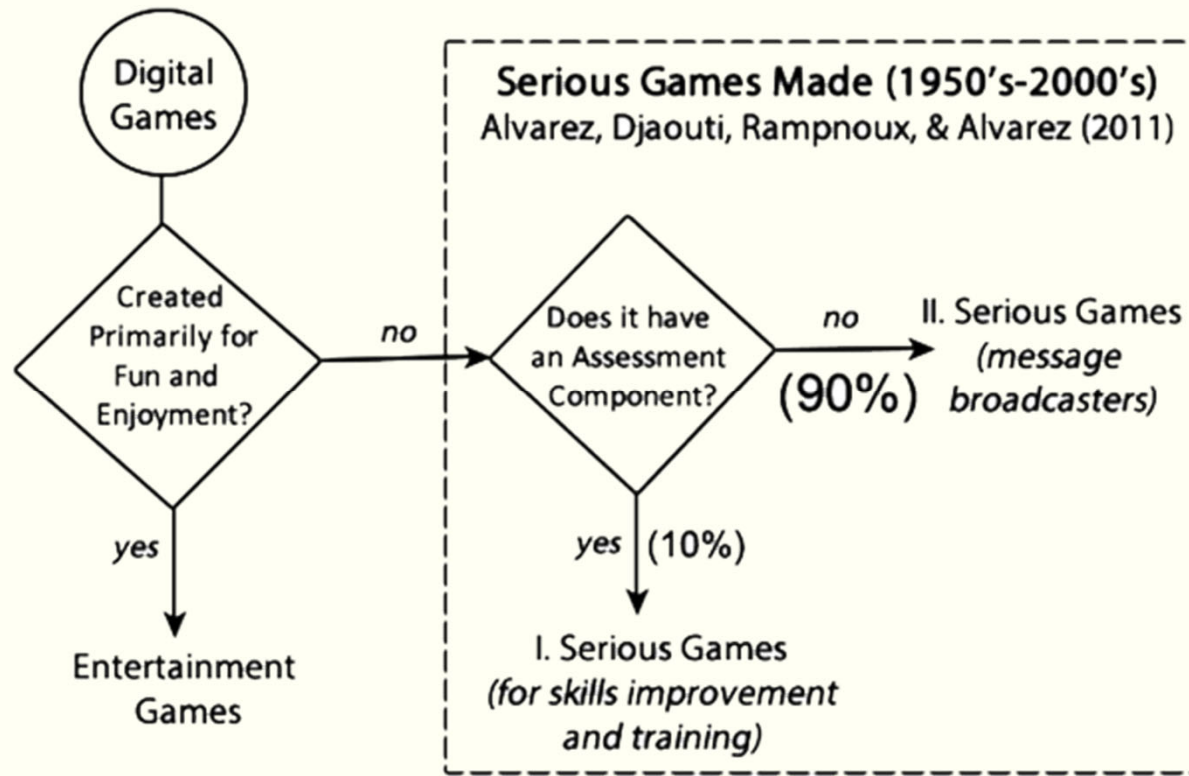 Digital
Games
Serious Games Made (1950's-2000's)
Alvarez, Djaouti, Rampnoux, & Alvarez (2011)
Created
Primarily for
Fun and
Enjoyment?
no
Does it have
an Assessment
Component?
no
(90%)
II. Serious Games
(message
broadcasters)
yes
Entertainment
Games
yes (10%)
I. Serious Games
(for skills improvement
and training)